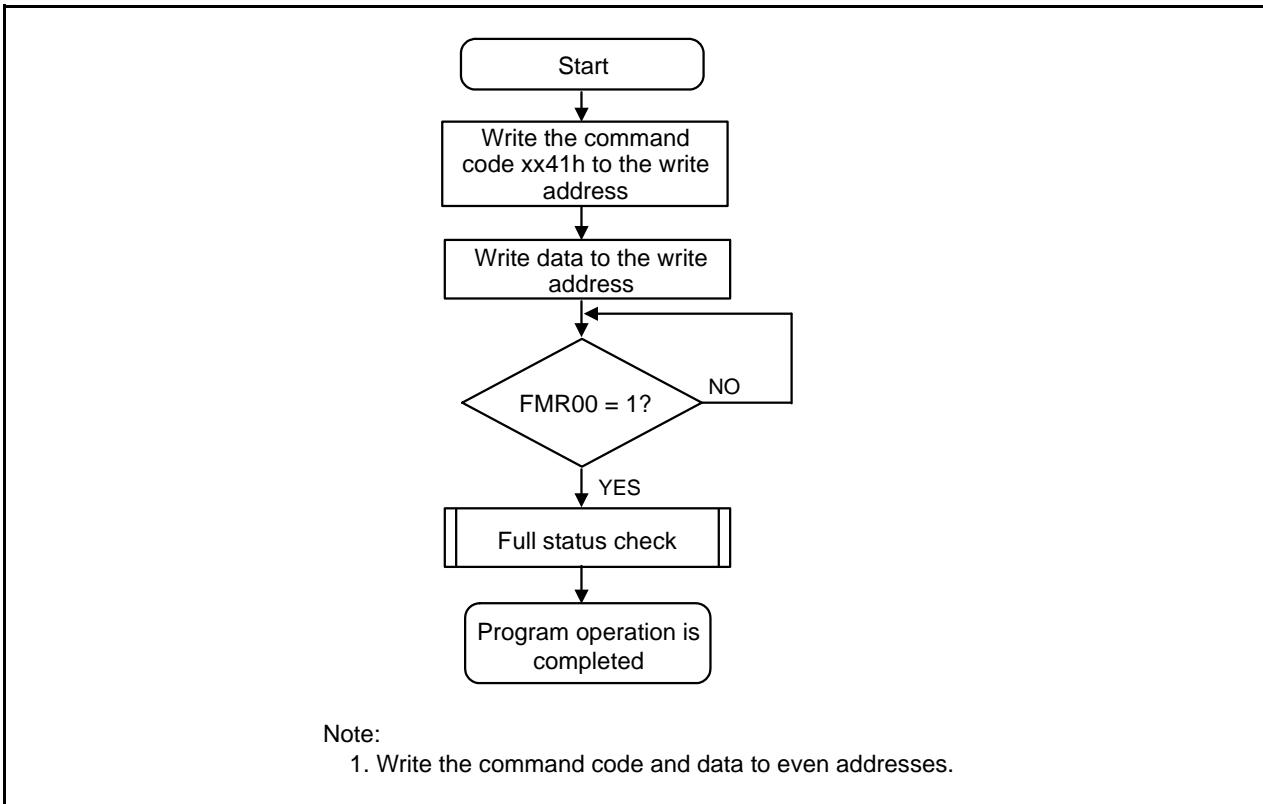 Start
Write the command
code xx41h to the write
address
Write data to the write
address
FMR00 = 1?
NO
YES
Full status check
Program operation is
completed
Note:
1. Write the command code and data to even addresses.